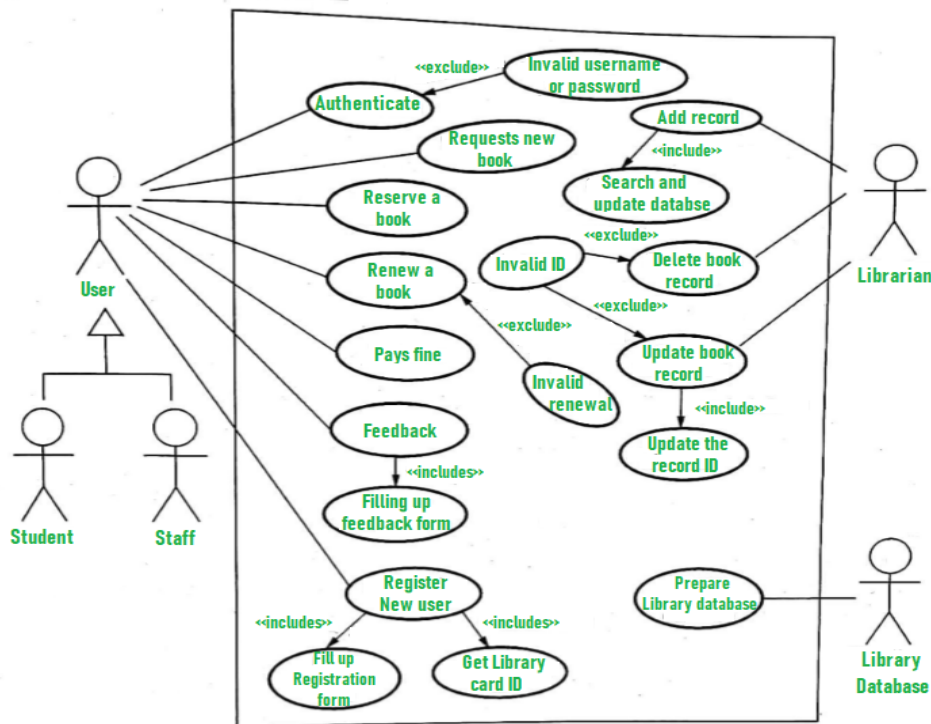 Invalid username
or password
«exclude»
Authenticate
Add record
Requests new
book
«include»
Search and
update databse
Reserve a
book
«exclude»
Invalid ID
Delete book
record
User
Librarian
Renew a
book
«exclude»
«exclude»
Pays fine
Update book
record
Invalid
renewal
«include»
Feedback
Update the
record ID
«includes»
Filling up
feedback form
Student
Staff
Register
New user
Prepare
Library database
«includes»
«includes»
Fill up
Registration
form
Get Library
card ID
Library
Database